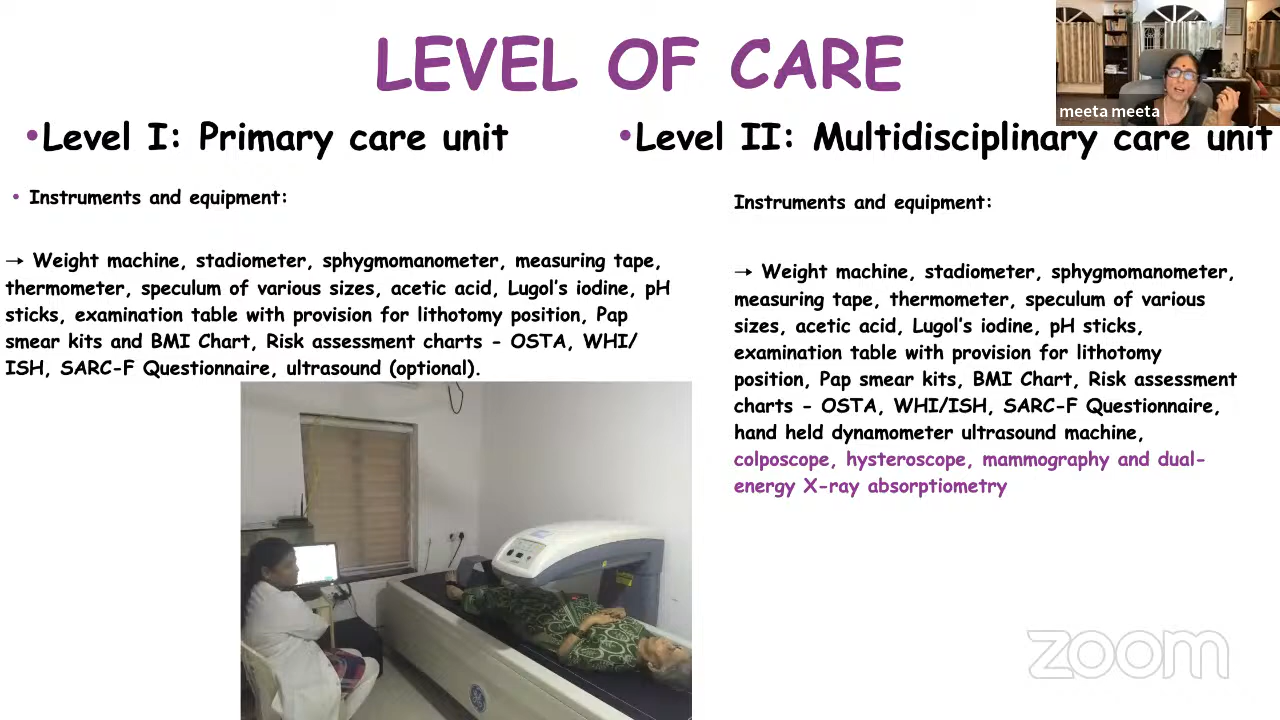 LEVEL OF CARE
meeta meeta
•Level I: Primary care unit
•Level II: Multidisciplinary care unit
• Instruments and equipment:
→ Weight machine, stadiometer, sphygmomanometer, measuring tape,
thermometer, speculum of various sizes, acetic acid, Lugol's iodine, pH
sticks, examination table with provision for lithotomy position, Pap
smear kits and BMI Chart, Risk assessment charts - OSTA, WHI/
ISH, SARC-F Questionnaire, ultrasound (optional).
Instruments and equipment:
→ Weight machine, stadiometer, sphygmomanometer,
measuring tape, thermometer, speculum of various
sizes, acetic acid, Lugol's iodine, pH sticks,
examination table with provision for lithotomy
position, Pap smear kits, BMI Chart, Risk assessment
charts - OSTA, WHI/ISH, SARC-F Questionnaire,
hand held dynamometer ultrasound machine,
colposcope, hysteroscope, mammography and dual-
energy X-ray absorptiometry
zoom